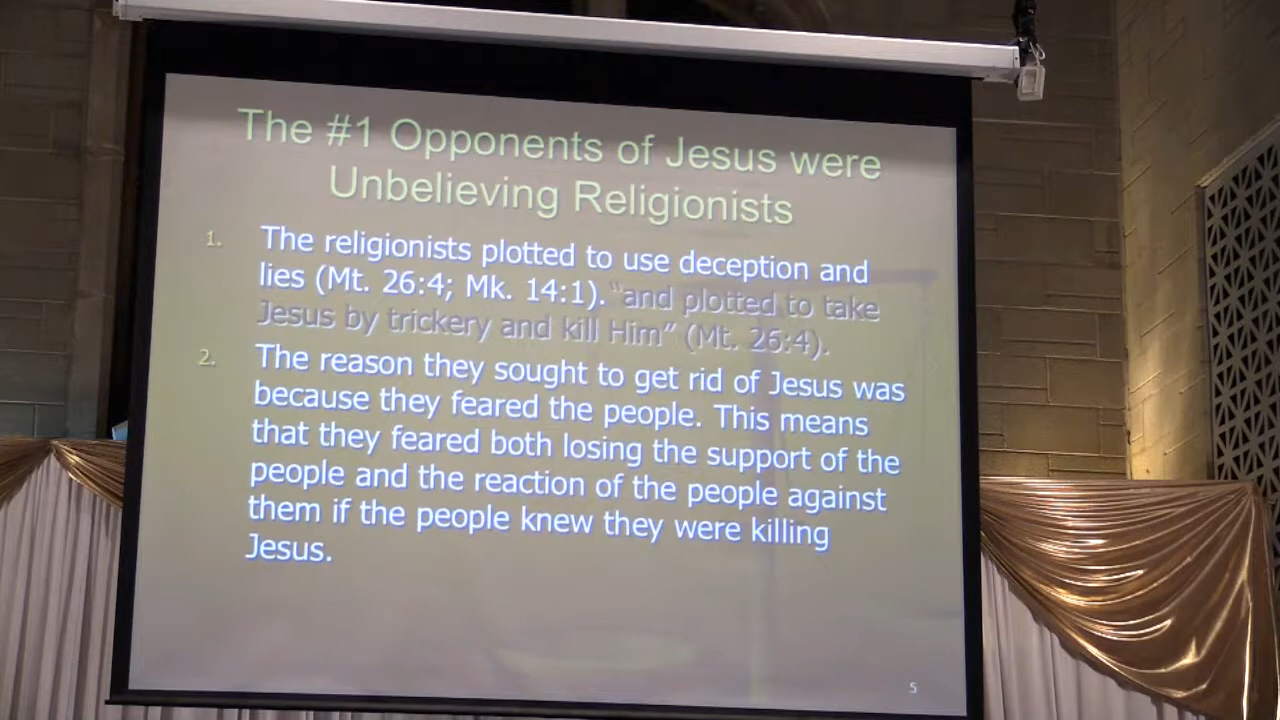 The #1 Opponents of Jesus were
Unbelieving Religionists
1. The religionists plotted to use deception and
lies (Mt. 26:4; Mk. 14:1). "and plotted to take
Jesus by trickery and kill Him" (Mt. 26:4).
2. The reason they sought to get rid of Jesus was
because they feared the people. This means
that they feared both losing the support of the
people and the reaction of the people against
them if the people knew they were killing
Jesus.
5